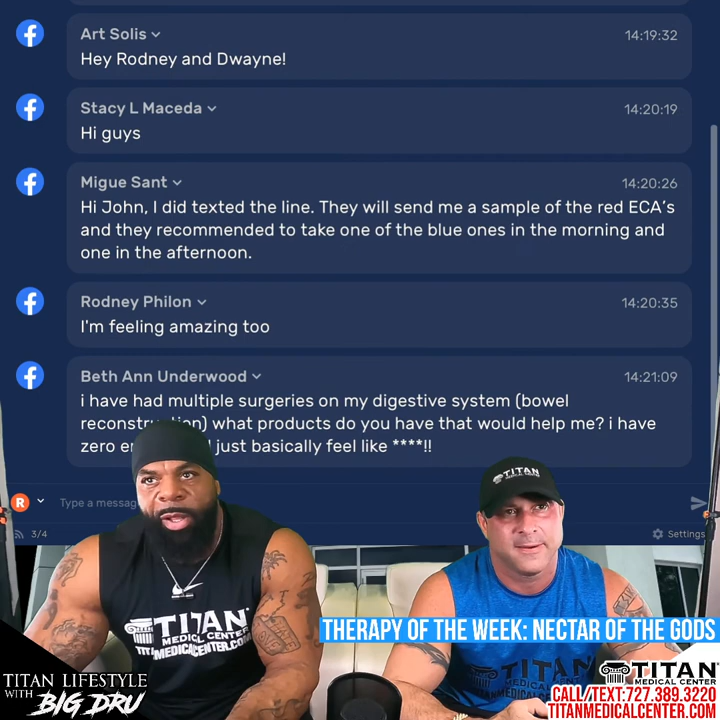 Art Solis
14:19:32
Hey Rodney and Dwayne!
Stacy L Maceda
14:20:19
Hi guys
Migue Sant
14:20:26
Hi John, I did texted the line. They will send me a sample of the red ECA's
and they recommended to take one of the blue ones in the morning and
one in the afternoon.
Rodney Philon
14:20:35
I'm feeling amazing too
Beth Ann Underwood
14:21:09
i have had multiple surgeries on my digestive system (bowel
what products do you have that would help me? i have
zero just basically feel like ****!!
R
Type a
3/4
Settings
TITAN
TITAN
MEDICAL CENTER
TITANMEDICALCENTER.CO
THERAPY OF THE WEEK: NECTAR OF THE GODS
TITAN
TITAN LIFESTYLE
WITH BIG DRU
TITAN
MEDICAL CENTER
CALL/TEXT:727.389.3220
TITANMEDICALCENTER.COM